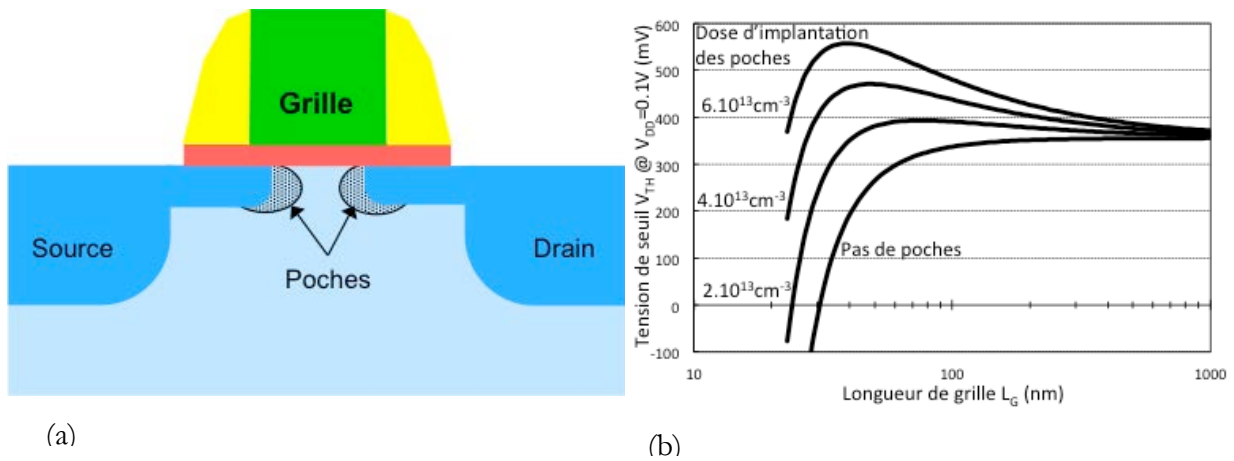 Grille
Source
Drain
Poches
(a)
600
500
400
300
200
100
0
-100
Tension de seuil V_TH @ V_DD=0.1V (mV)
Dose d'implantation
des poches
6.10¹³cm⁻³
4.10¹³cm⁻³
2.10¹³cm⁻³
Pas de poches
10
100
1000
Longueur de grille L_G (nm)
(b)